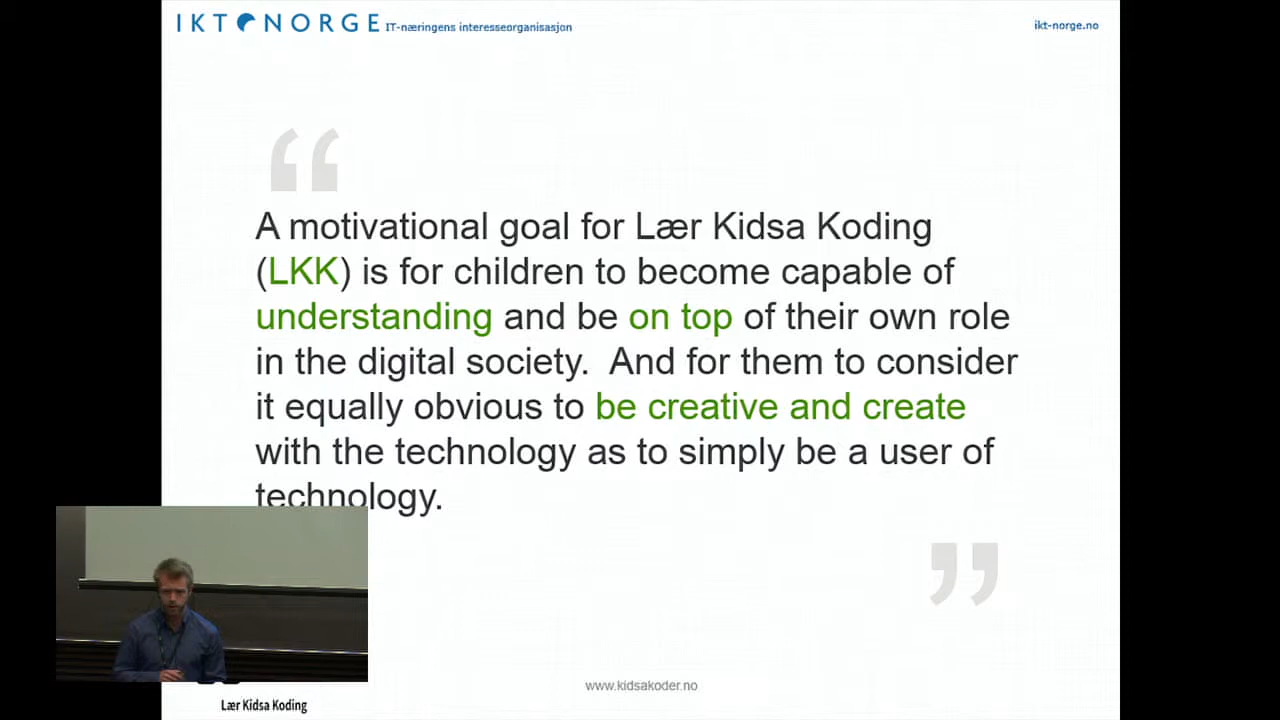 IKT NORGE IT-næringens interesseorganisasjon
ikt-norge.no
“
A motivational goal for Lær Kidsa Koding
(LKK) is for children to become capable of
understanding and be on top of their own role
in the digital society.  And for them to consider
it equally obvious to be creative and create
with the technology as to simply be a user of
technology.
”
www.kidsakoder.no
Lær Kidsa Koding